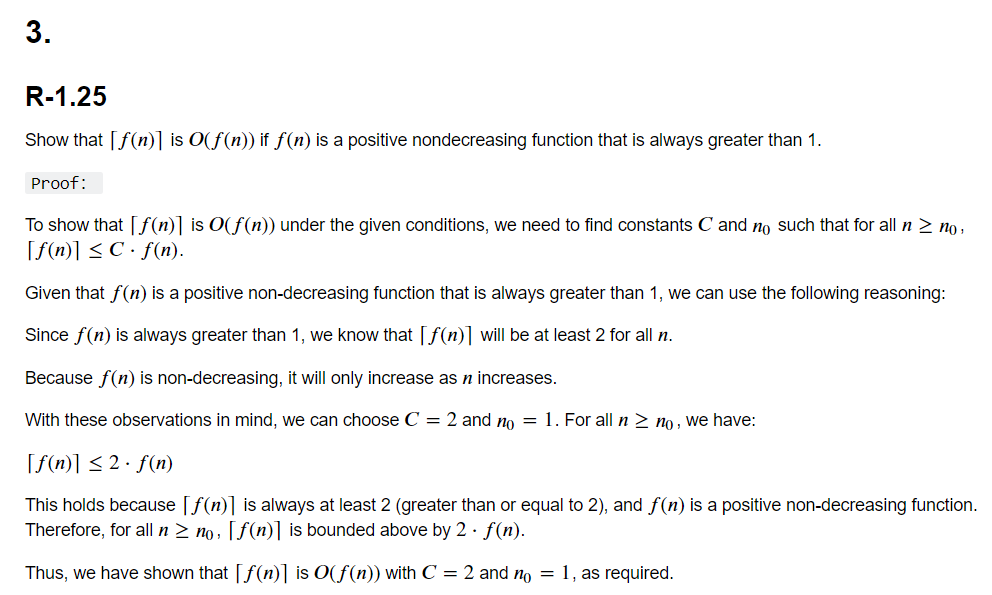 3.
R-1.25
Show that ⌈f(n)⌉ is O(f(n)) if f(n) is a positive nondecreasing function that is always greater than 1.
Proof:
To show that ⌈f(n)⌉ is O(f(n)) under the given conditions, we need to find constants C and n₀ such that for all n ≥ n₀,
⌈f(n)⌉ ≤ C · f(n).
Given that f(n) is a positive non-decreasing function that is always greater than 1, we can use the following reasoning:
Since f(n) is always greater than 1, we know that ⌈f(n)⌉ will be at least 2 for all n.
Because f(n) is non-decreasing, it will only increase as n increases.
With these observations in mind, we can choose C = 2 and n₀ = 1. For all n ≥ n₀, we have:
⌈f(n)⌉ ≤ 2 · f(n)
This holds because ⌈f(n)⌉ is always at least 2 (greater than or equal to 2), and f(n) is a positive non-decreasing function.
Therefore, for all n ≥ n₀, ⌈f(n)⌉ is bounded above by 2 · f(n).
Thus, we have shown that ⌈f(n)⌉ is O(f(n)) with C = 2 and n₀ = 1, as required.